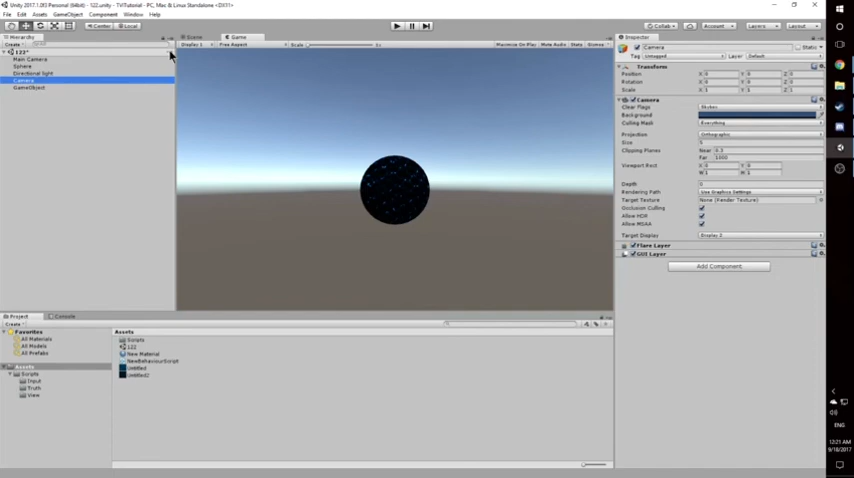 Unity 2017.1.0f3 Personal (64bit) - 122.unity - TVTutorial - PC, Mac & Linux Standalone <DX11>
File Edit Assets GameObject Component Window Help
Center Local
Collab Account Layers Layout
Hierarchy
Create
122*
Main Camera
Sphere
Directional light
Camera
GameObject
Scene Game
Display 1 Free Aspect Scale 1x Maximize On Play Mute Audio Stats Gizmos
Inspector
Camera Static
Tag Untagged Layer Default
Transform
Position X 0 Y 0 Z 0
Rotation X 0 Y 0 Z 0
Scale X 1 Y 1 Z 1
Camera
Clear Flags Skybox
Background
Culling Mask Everything
Projection Orthographic
Size 5
Clipping Planes Near 0.3
Far 1000
Viewport Rect X 0 Y 0
W 1 H 1
Depth 0
Rendering Path Use Graphics Settings
Target Texture None (Render Texture)
Occlusion Culling
Allow HDR
Allow MSAA
Target Display Display 2
Flare Layer
GUI Layer
Add Component
Project Console
Create
Favorites
All Materials
All Models
All Prefabs
Assets
Scripts
Input
Truth
View
Assets
Scripts
122
New Material
NewBehaviourScript
Untitled
Untitled2
ENG
12:21 AM
9/18/2017